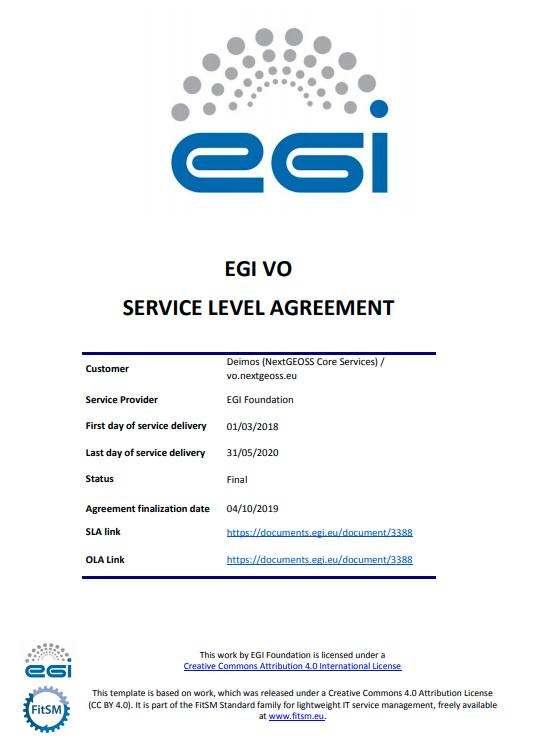 egi
EGI VO
SERVICE LEVEL AGREEMENT
Customer
Deimos (NextGEOSS Core Services) /
vo.nextgeoss.eu
Service Provider
EGI Foundation
First day of service delivery
01/03/2018
Last day of service delivery
31/05/2020
Status
Final
Agreement finalization date
04/10/2019
SLA link
https://documents.egi.eu/document/3388
OLA Link
https://documents.egi.eu/document/3388
egi
This work by EGI Foundation is licensed under a
Creative Commons Attribution 4.0 International License
FitSM
This template is based on work, which was released under a Creative Commons 4.0 Attribution License
(CC BY 4.0). It is part of the FitSM Standard family for lightweight IT service management, freely available
at www.fitsm.eu.